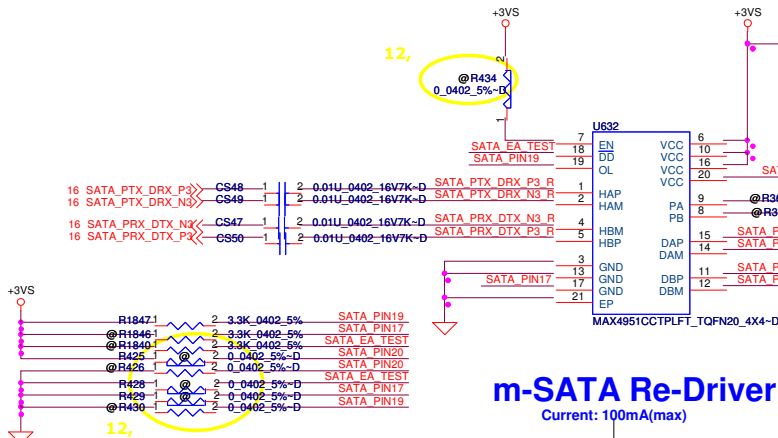 +3VS
+3VS
12,
2
@R434
0_0402_5%~D
1
U632
SATA_EA_TEST 7 EN VCC 6
18 DD VCC 10
SATA_PIN19 19 OL VCC 16
VCC 20
SAT
16 SATA_PTX_DRX_P3 CS48 1 2 0.01U_0402_16V7K~D SATA_PTX_DRX_P3_R 1 HAP PA 9
16 SATA_PTX_DRX_N3 CS49 1 2 0.01U_0402_16V7K~D SATA_PTX_DRX_N3_R 2 HAM PB 8
16 SATA_PRX_DTX_N3 CS47 1 2 0.01U_0402_16V7K~D SATA_PRX_DTX_N3_R 4 HBM DAP 15 SATA_P
16 SATA_PRX_DTX_P3 CS50 1 2 0.01U_0402_16V7K~D SATA_PRX_DTX_P3_R 5 HBP DAM 14 SATA_P
3 GND DBP 11 SATA_P
13 GND DBM 12 SATA_P
SATA_PIN17 17 GND
21 EP
MAX4951CCTPLFT_TQFN20_4X4~D
+3VS
R1847 1 2 3.3K_0402_5% SATA_PIN19
@R1846 1 2 3.3K_0402_5% SATA_PIN17
@R1840 1 2 3.3K_0402_5% SATA_EA_TEST
R425 1 @ 2 0_0402_5%~D SATA_PIN20
@R426 1 2 0_0402_5%~D SATA_PIN20
R428 1 @ 2 0_0402_5%~D SATA_EA_TEST
R429 1 @ 2 0_0402_5%~D SATA_PIN17
@R430 1 2 0_0402_5%~D SATA_PIN19
12,
m-SATA Re-Driver
Current: 100mA(max)